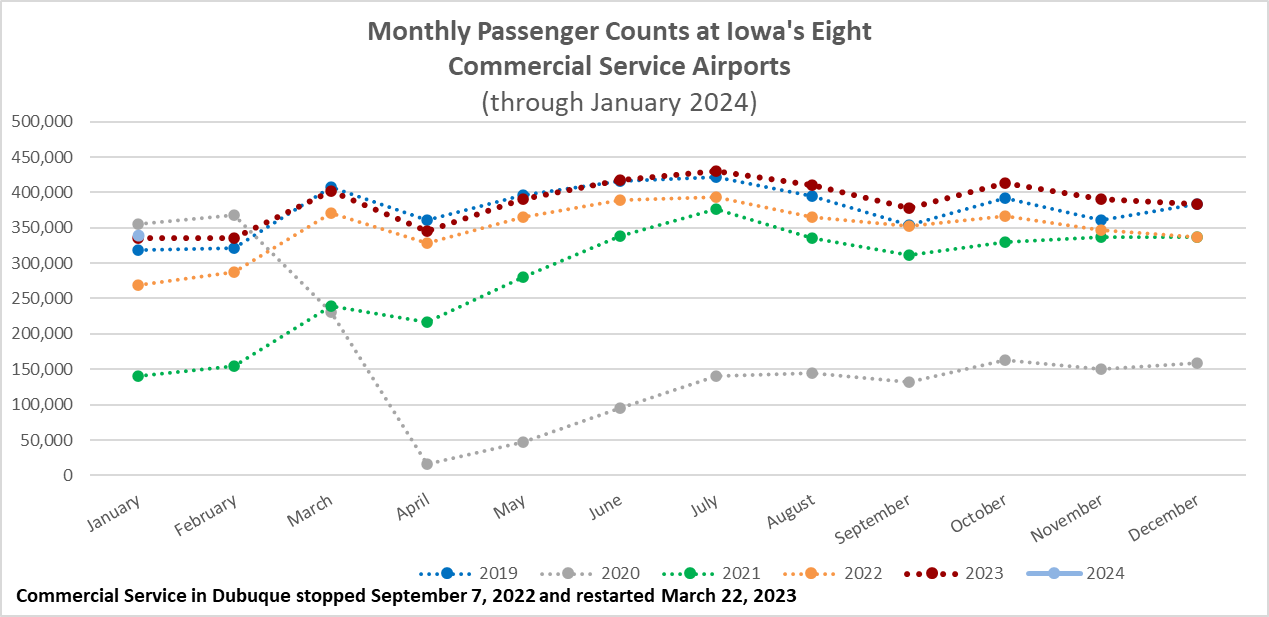 Monthly Passenger Counts at Iowa's Eight
Commercial Service Airports
(through January 2024)
500,000
450,000
400,000
350,000
300,000
250,000
200,000
150,000
100,000
50,000
0
January
February
March
April
May
June
July
August
September
October
November
December
2019
2020
2021
2022
2023
2024
Commercial Service in Dubuque stopped September 7, 2022 and restarted March 22, 2023